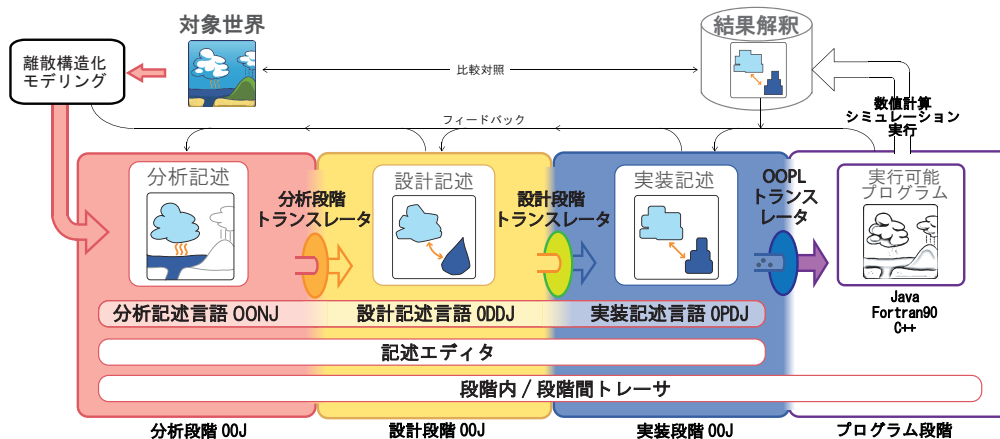 対象世界
結果解釈
離散構造化
モデリング
比較対照
数値計算
シミュレーション
実行
フィードバック
分析記述
設計記述
実装記述
実行可能
プログラム
分析段階
トランスレータ
設計段階
トランスレータ
OOPL
トランス
レータ
Java
Fortran90
C++
分析記述言語 OONJ
設計記述言語 ODDJ
実装記述言語 OPDJ
記述エディタ
段階内 / 段階間トレーサ
分析段階 OOJ
設計段階 OOJ
実装段階 OOJ
プログラム段階